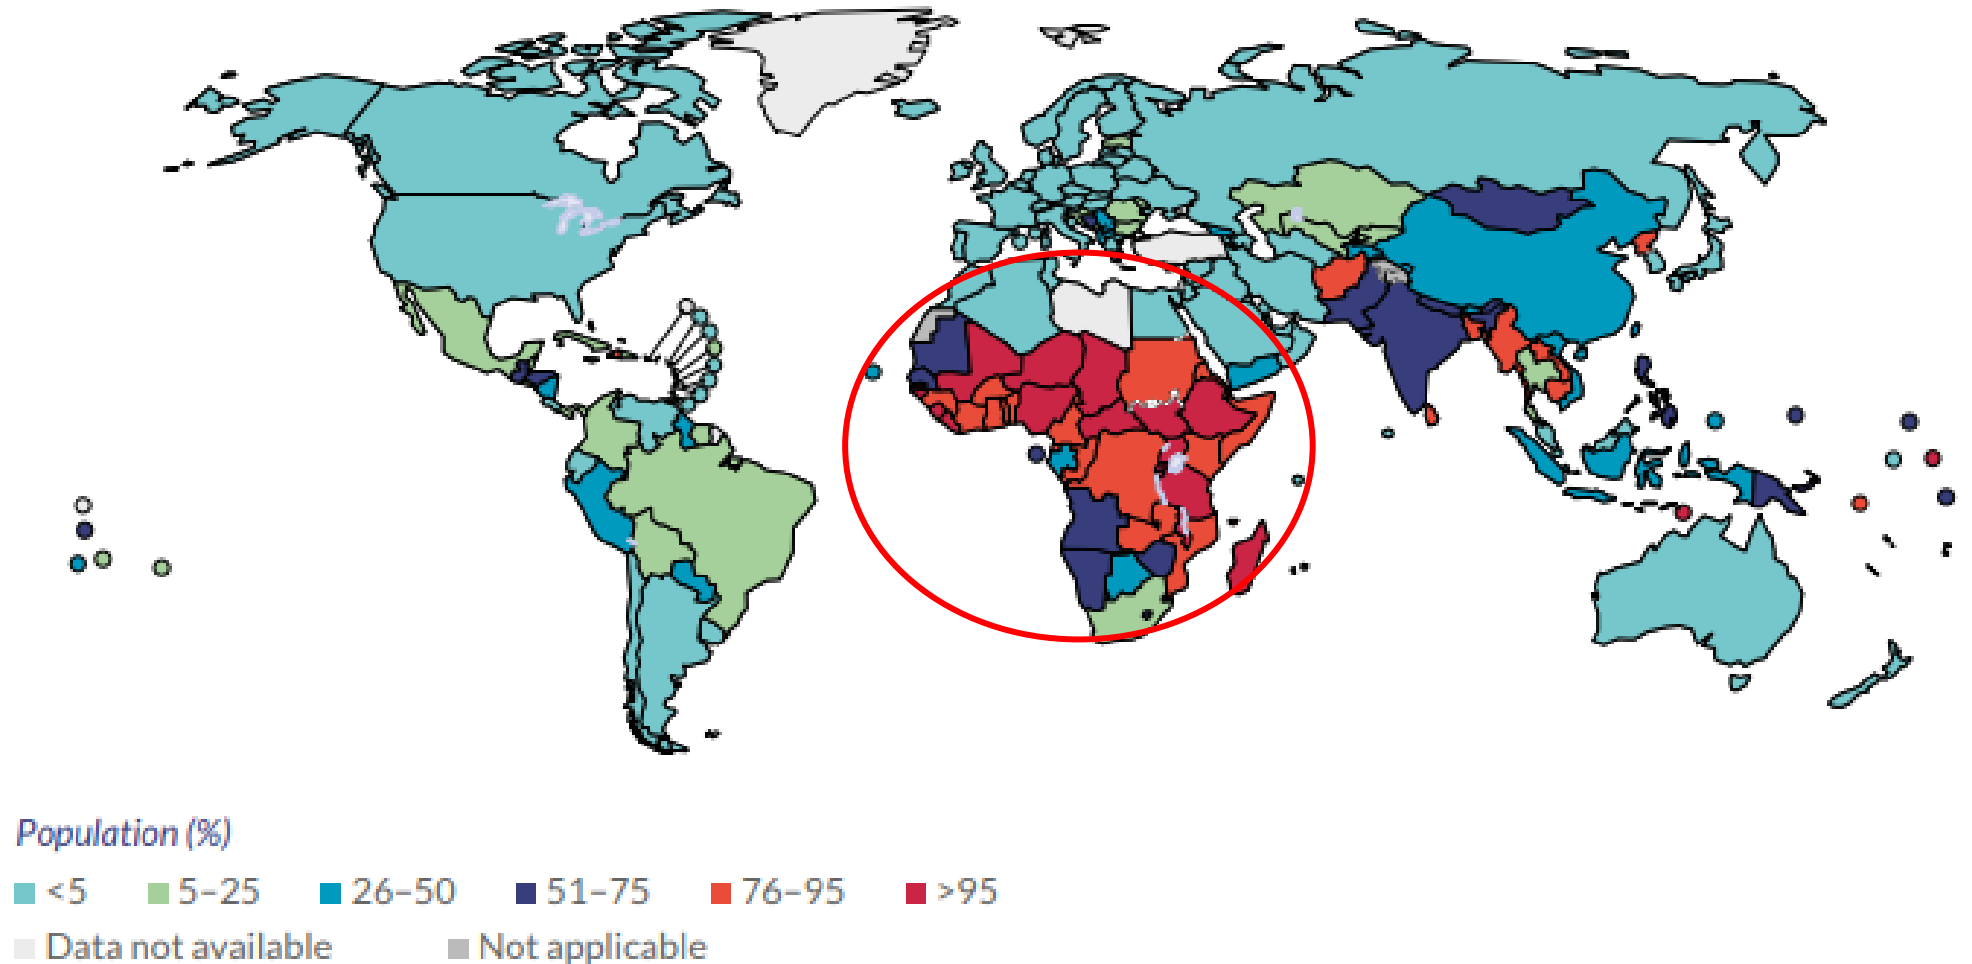 Population (%)
<5 5–25 26–50 51–75 76–95 >95
Data not available Not applicable